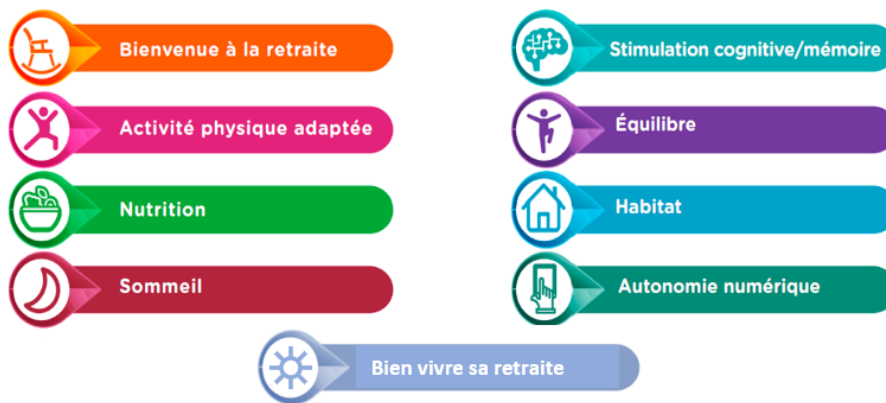 Bienvenue à la retraite
Stimulation cognitive/mémoire
Activité physique adaptée
Équilibre
Nutrition
Habitat
Sommeil
Autonomie numérique
Bien vivre sa retraite